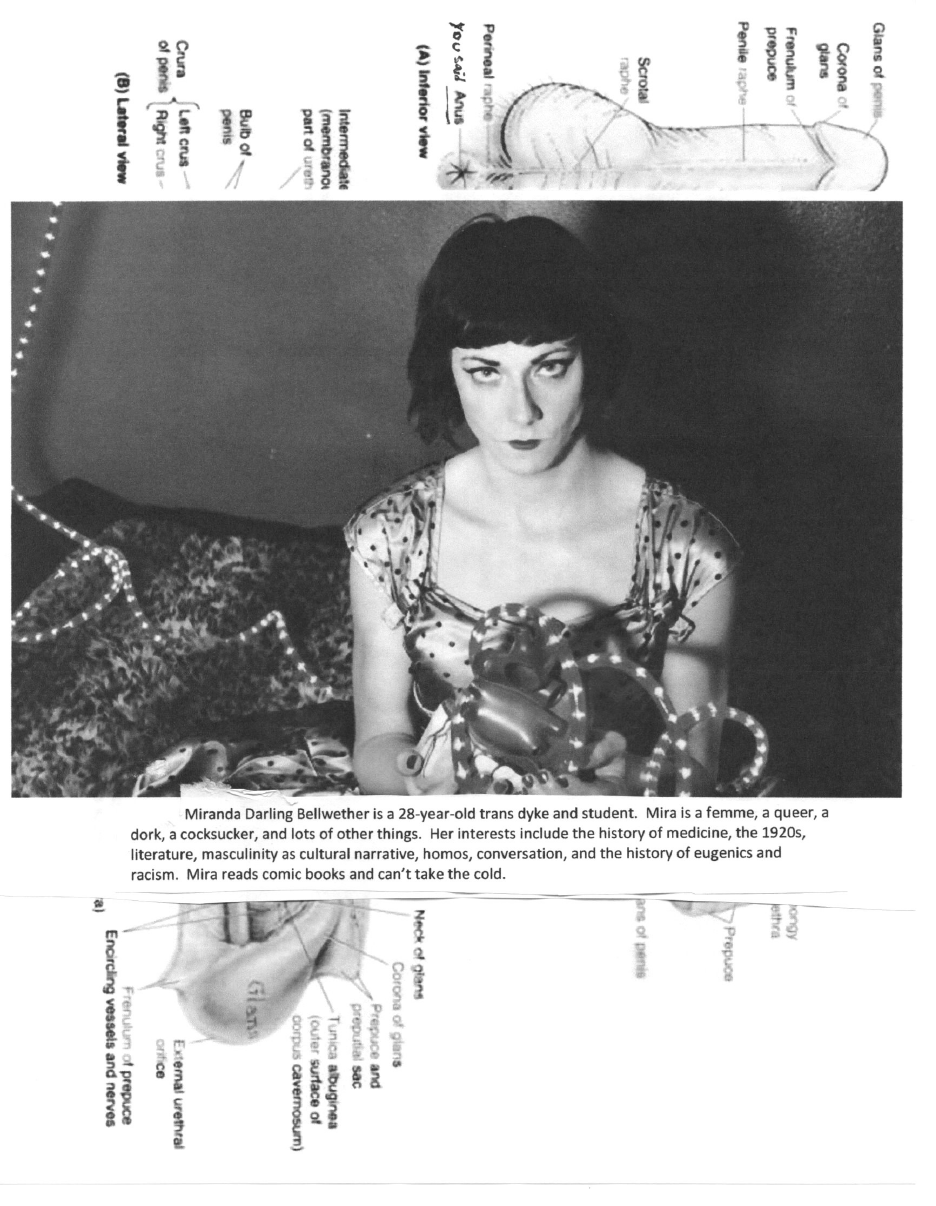 Glans of penis
Corona of
glans
Frenulum of
prepuce
Penile raphe
Scrotal
raphe
Perineal raphe
you said Anus
(A) Inferior view
Intermediate
(membranou
part of ureth
Bulb of
penis
Crura
of penis
Left crus
Right crus
(B) Lateral view
Miranda Darling Bellwether is a 28-year-old trans dyke and student. Mira is a femme, a queer, a
dork, a cocksucker, and lots of other things. Her interests include the history of medicine, the 1920s,
literature, masculinity as cultural narrative, homos, conversation, and the history of eugenics and
racism. Mira reads comic books and can't take the cold.
ongy
ethra
Prepuce
ans of penis
Neck of glans
Corona of glans
Prepuce and
preputial sac
Tunica albuginea
(outer surface of
corpus cavernosum)
Glans
External urethral
orifice
Frenulum of prepuce
Encircling vessels and nerves
a)